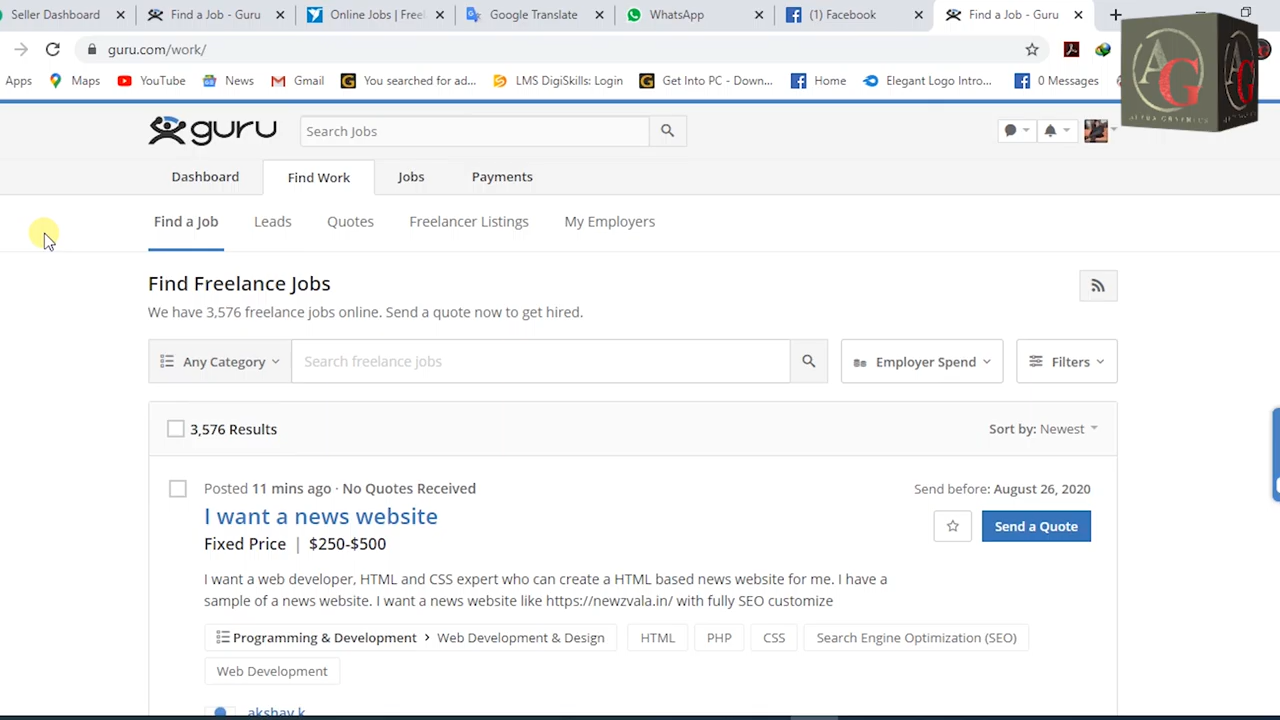 Seller Dashboard
Find a Job - Guru
Online Jobs | Free
Google Translate
WhatsApp
(1) Facebook
Find a Job - Guru
guru.com/work/
Apps
Maps
YouTube
News
Gmail
You searched for ad...
LMS DigiSkills: Login
Get Into PC - Down...
Home
Elegant Logo Intro...
0 Messages
AG
guru
Search Jobs
Dashboard
Find Work
Jobs
Payments
Find a Job
Leads
Quotes
Freelancer Listings
My Employers
Find Freelance Jobs
We have 3,576 freelance jobs online. Send a quote now to get hired.
Any Category
Search freelance jobs
Employer Spend
Filters
3,576 Results
Sort by: Newest
Posted 11 mins ago · No Quotes Received
Send before: August 26, 2020
I want a news website
Send a Quote
Fixed Price | $250-$500
I want a web developer, HTML and CSS expert who can create a HTML based news website for me. I have a
sample of a news website. I want a news website like https://newzvala.in/ with fully SEO customize
Programming & Development > Web Development & Design
HTML
PHP
CSS
Search Engine Optimization (SEO)
Web Development
akshay k